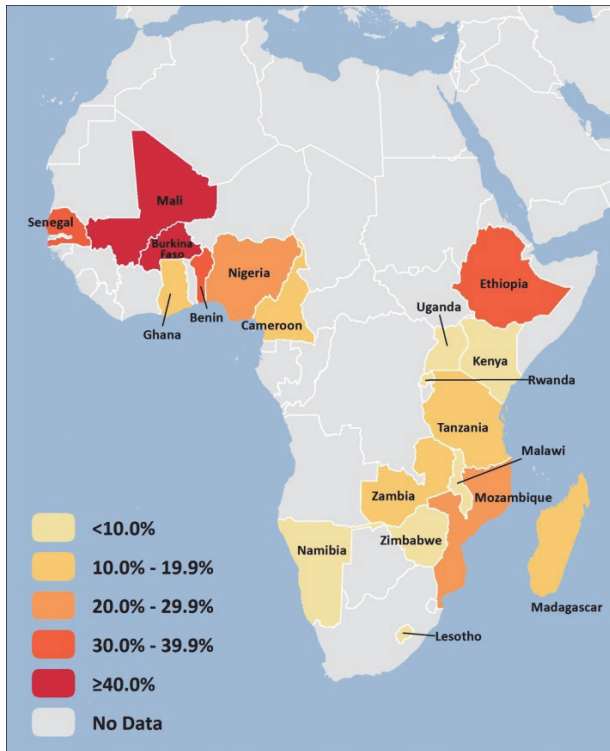 Mali
Senegal
Burkina
Faso
Nigeria
Ethiopia
Uganda
Ghana
Benin
Cameroon
Kenya
Rwanda
Tanzania
Malawi
Zambia
Mozambique
Namibia
Zimbabwe
Madagascar
Lesotho
<10.0%
10.0% - 19.9%
20.0% - 29.9%
30.0% - 39.9%
≥40.0%
No Data